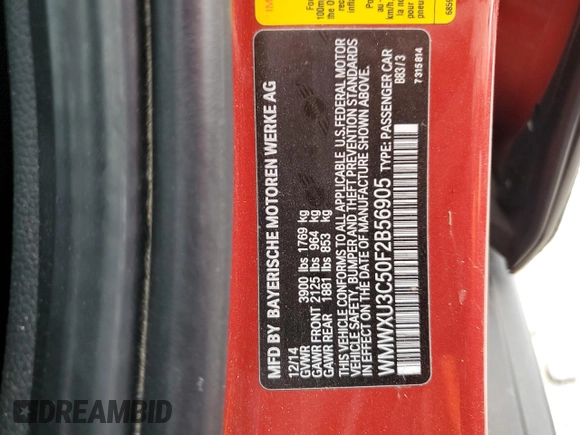 MFD BY BAYERISCHE MOTOREN WERKE AG
12/14
GVWR 3900 lbs 1769 kg
GAWR FRONT 2125 lbs 964 kg
GAWR REAR 1881 lbs 853 kg
THIS VEHICLE CONFORMS TO ALL APPLICABLE U.S.FEDERAL MOTOR
VEHICLE SAFETY, BUMPER AND THEFT PREVENTION STANDARDS
IN EFFECT ON THE DATE OF MANUFACTURE SHOWN ABOVE.
WMWXU3C50F2B56905 TYPE: PASSENGER CAR
B83/3
7315814
DREAMBID